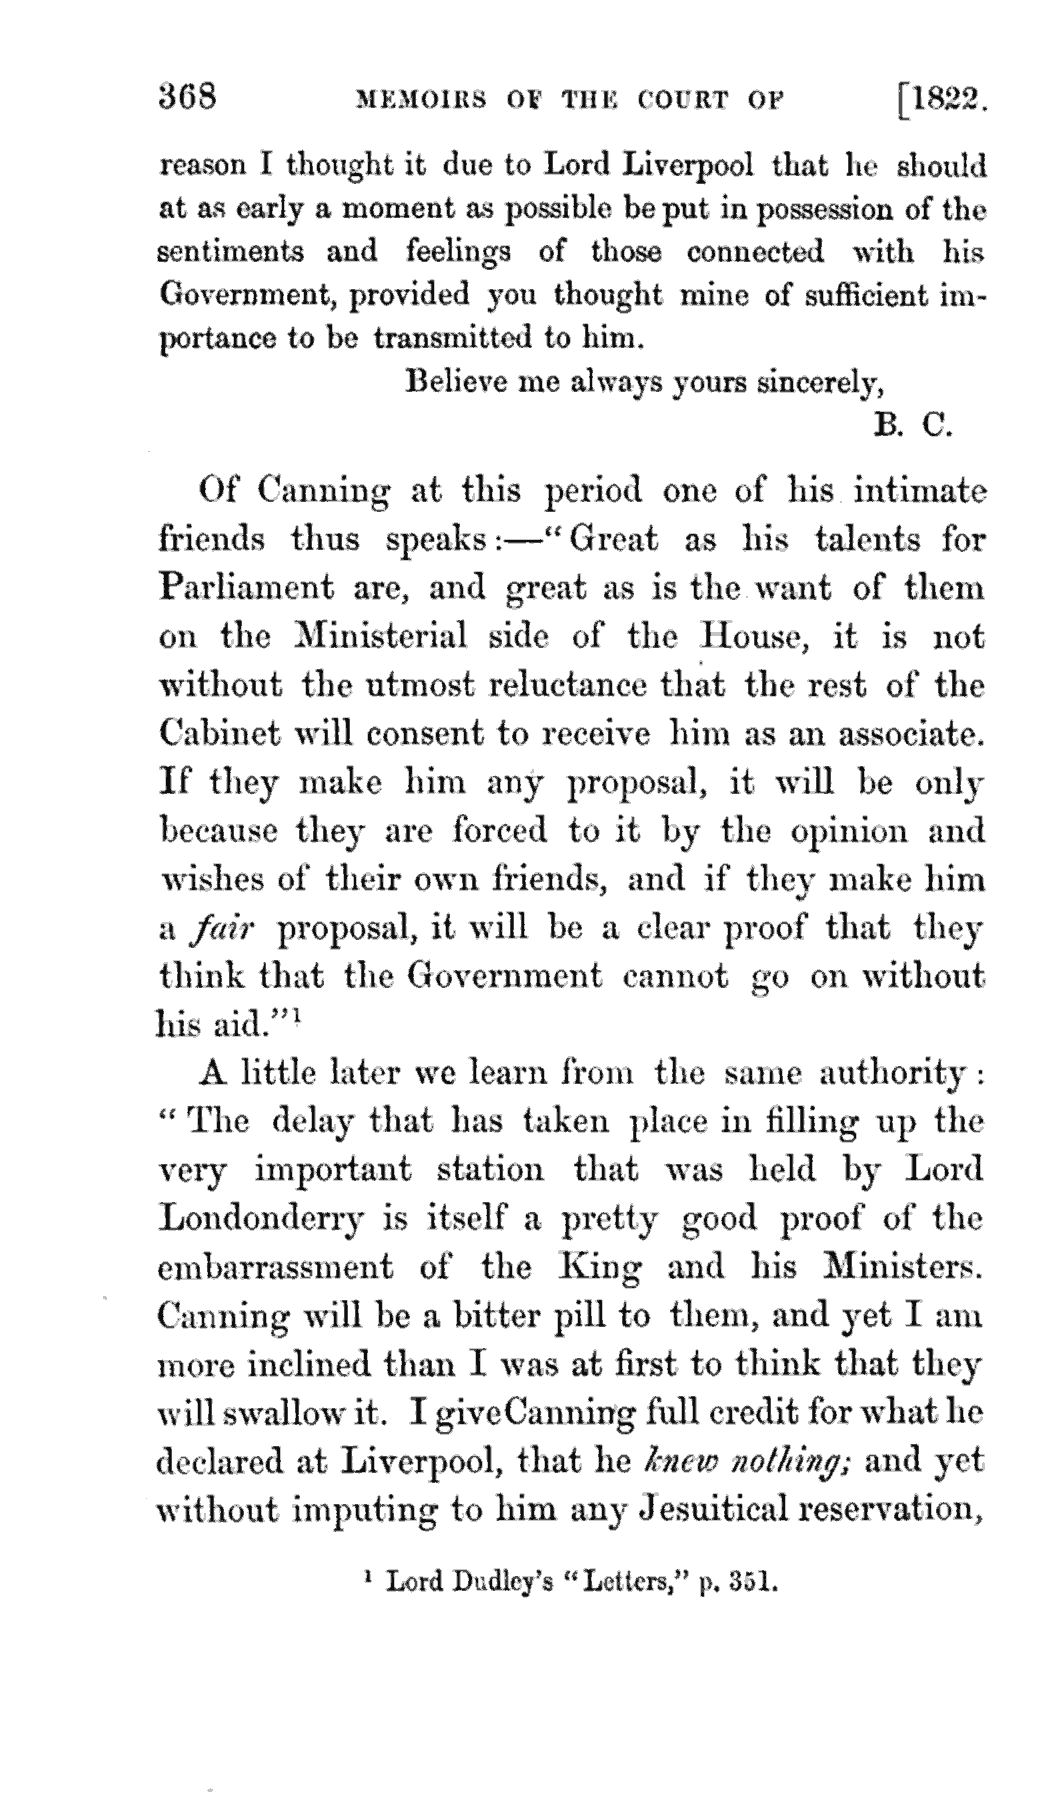 368 MEMOIRS OF THE COURT OF [1822.
reason I thought it due to Lord Liverpool that he should
at as early a moment as possible be put in possession of the
sentiments and feelings of those connected with his
Government, provided you thought mine of sufficient im-
portance to be transmitted to him.
Believe me always yours sincerely,
B. C.
Of Canning at this period one of his intimate
friends thus speaks:—“Great as his talents for
Parliament are, and great as is the want of them
on the Ministerial side of the House, it is not
without the utmost reluctance that the rest of the
Cabinet will consent to receive him as an associate.
If they make him any proposal, it will be only
because they are forced to it by the opinion and
wishes of their own friends, and if they make him
a fair proposal, it will be a clear proof that they
think that the Government cannot go on without
his aid.”¹
A little later we learn from the same authority :
“The delay that has taken place in filling up the
very important station that was held by Lord
Londonderry is itself a pretty good proof of the
embarrassment of the King and his Ministers.
Canning will be a bitter pill to them, and yet I am
more inclined than I was at first to think that they
will swallow it. I give Canning full credit for what he
declared at Liverpool, that he knew nothing; and yet
without imputing to him any Jesuitical reservation,
¹ Lord Dudley’s “Letters,” p. 351.